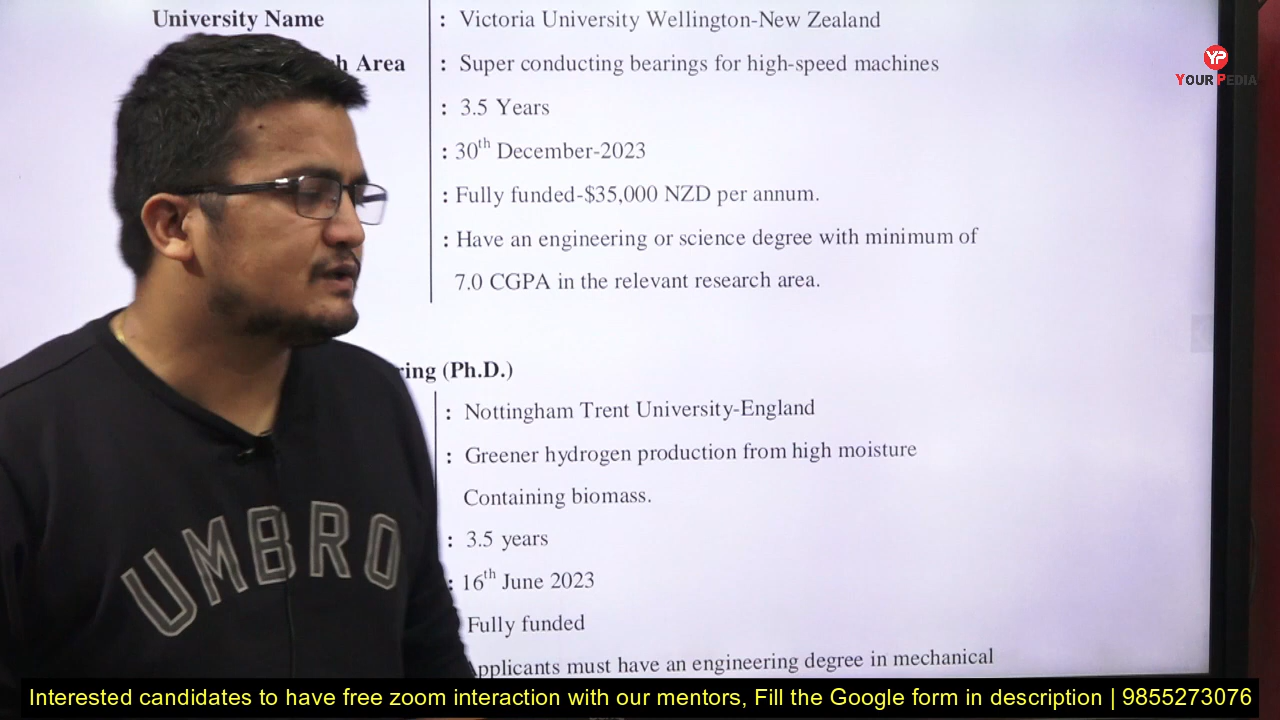 University Name : Victoria University Wellington-New Zealand
Area : Super conducting bearings for high-speed machines
: 3.5 Years
: 30th December-2023
: Fully funded-$35,000 NZD per annum.
: Have an engineering or science degree with minimum of
7.0 CGPA in the relevant research area.
YP
YOUR PEDIA
(Ph.D.)
: Nottingham Trent University-England
: Greener hydrogen production from high moisture
Containing biomass.
: 3.5 years
: 16th June 2023
Fully funded
Applicants must have an engineering degree in mechanical
UMBRO
Interested candidates to have free zoom interaction with our mentors, Fill the Google form in description | 9855273076